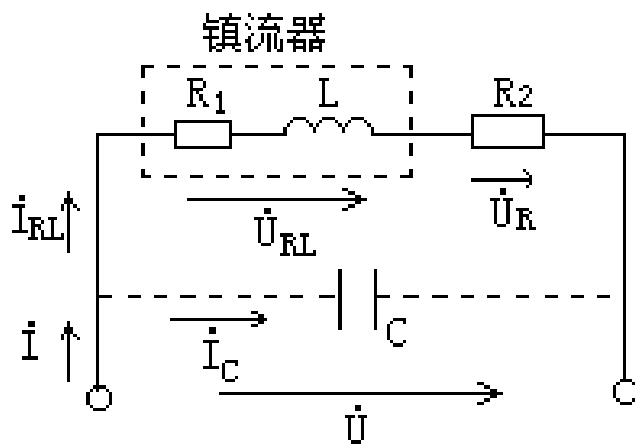 镇流器
R1 L R2
İRL U̇RL U̇R
İ İC C
U̇